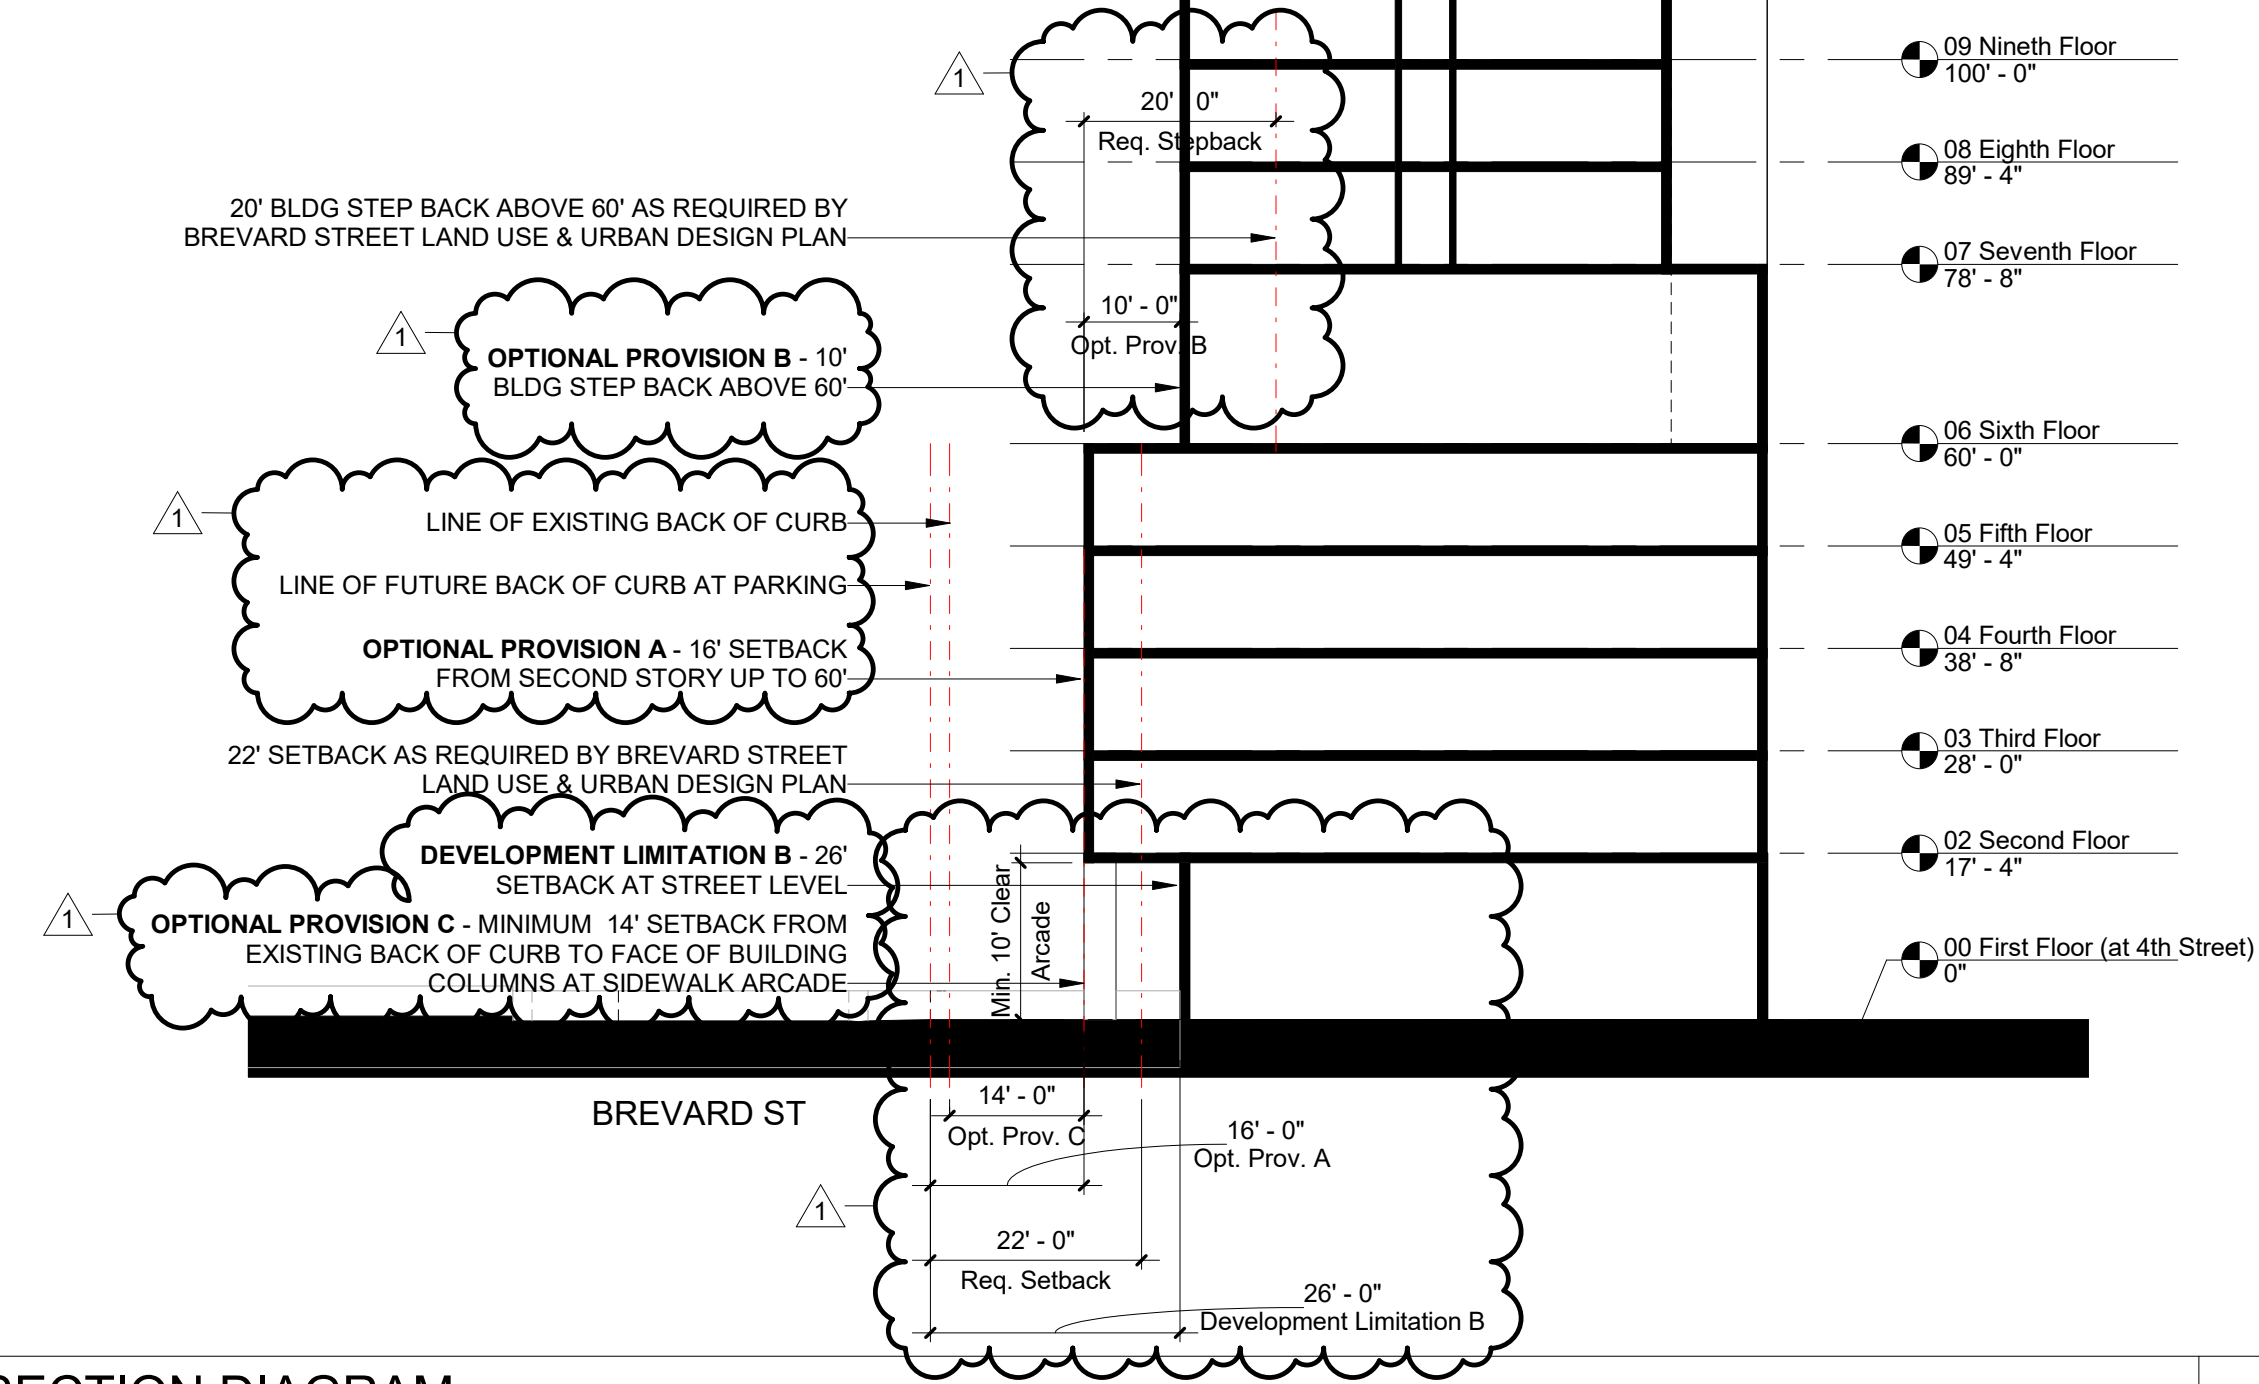 1
20' 0"
Req. Stepback
20' BLDG STEP BACK ABOVE 60' AS REQUIRED BY
BREVARD STREET LAND USE & URBAN DESIGN PLAN
1
OPTIONAL PROVISION B - 10'
BLDG STEP BACK ABOVE 60'
10' - 0"
Opt. Prov. B
1
LINE OF EXISTING BACK OF CURB
LINE OF FUTURE BACK OF CURB AT PARKING
OPTIONAL PROVISION A - 16' SETBACK
FROM SECOND STORY UP TO 60'
22' SETBACK AS REQUIRED BY BREVARD STREET
LAND USE & URBAN DESIGN PLAN
DEVELOPMENT LIMITATION B - 26'
SETBACK AT STREET LEVEL
1
OPTIONAL PROVISION C - MINIMUM 14' SETBACK FROM
EXISTING BACK OF CURB TO FACE OF BUILDING
COLUMNS AT SIDEWALK ARCADE
Min. 10' Clear
Arcade
09 Nineth Floor
100' - 0"
08 Eighth Floor
89' - 4"
07 Seventh Floor
78' - 8"
06 Sixth Floor
60' - 0"
05 Fifth Floor
49' - 4"
04 Fourth Floor
38' - 8"
03 Third Floor
28' - 0"
02 Second Floor
17' - 4"
00 First Floor (at 4th Street)
0"
BREVARD ST
14' - 0"
Opt. Prov. C
16' - 0"
Opt. Prov. A
1
22' - 0"
Req. Setback
26' - 0"
Development Limitation B
SECTION DIAGRAM